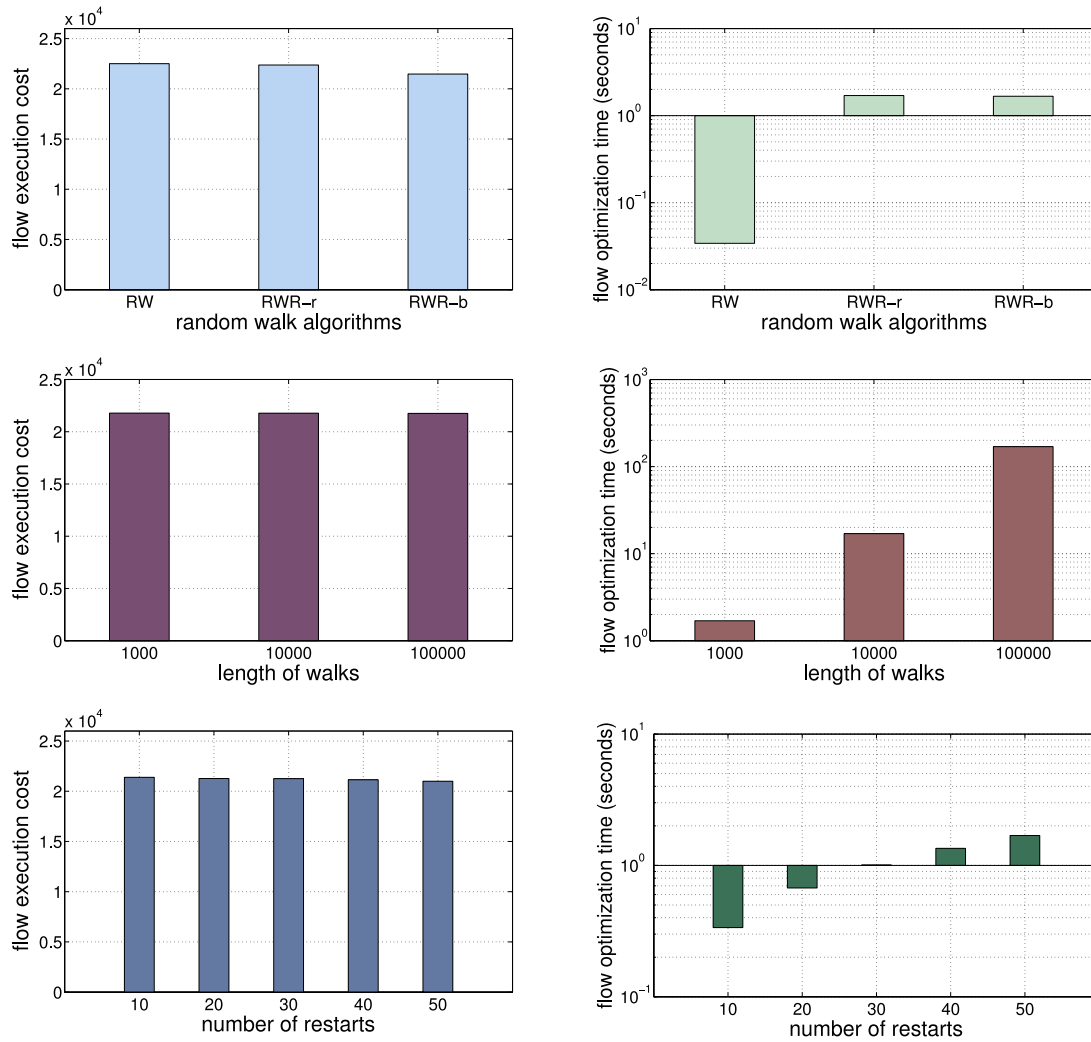 x 10^4
2.5
2
1.5
1
0.5
0
flow execution cost
RW RWR−r RWR−b
random walk algorithms
10^1
10^0
10^−1
10^−2
flow optimization time (seconds)
RW RWR−r RWR−b
random walk algorithms
x 10^4
2.5
2
1.5
1
0.5
0
flow execution cost
1000 10000 100000
length of walks
10^3
10^2
10^1
10^0
flow optimization time (seconds)
1000 10000 100000
length of walks
x 10^4
2.5
2
1.5
1
0.5
0
flow execution cost
10 20 30 40 50
number of restarts
10^1
10^0
10^−1
flow optimization time (seconds)
10 20 30 40 50
number of restarts